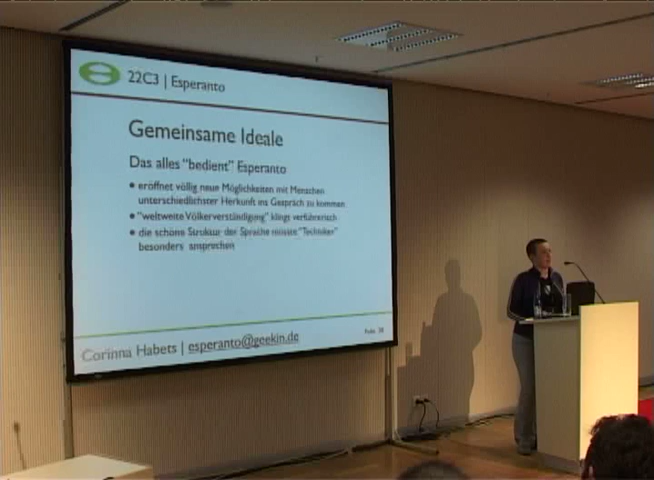 22C3 | Esperanto
Gemeinsame Ideale
Das alles "bedient" Esperanto
• eröffnet völlig neue Möglichkeiten mit Menschen
unterschiedlichster Herkunft ins Gespräch zu kommen
• "weltweite Völkerverständigung" klingt verführerisch
• die schöne Struktur der Sprache müsste "Techniker"
besonders ansprechen
Corinna Habets | esperanto@geekin.de
Folie